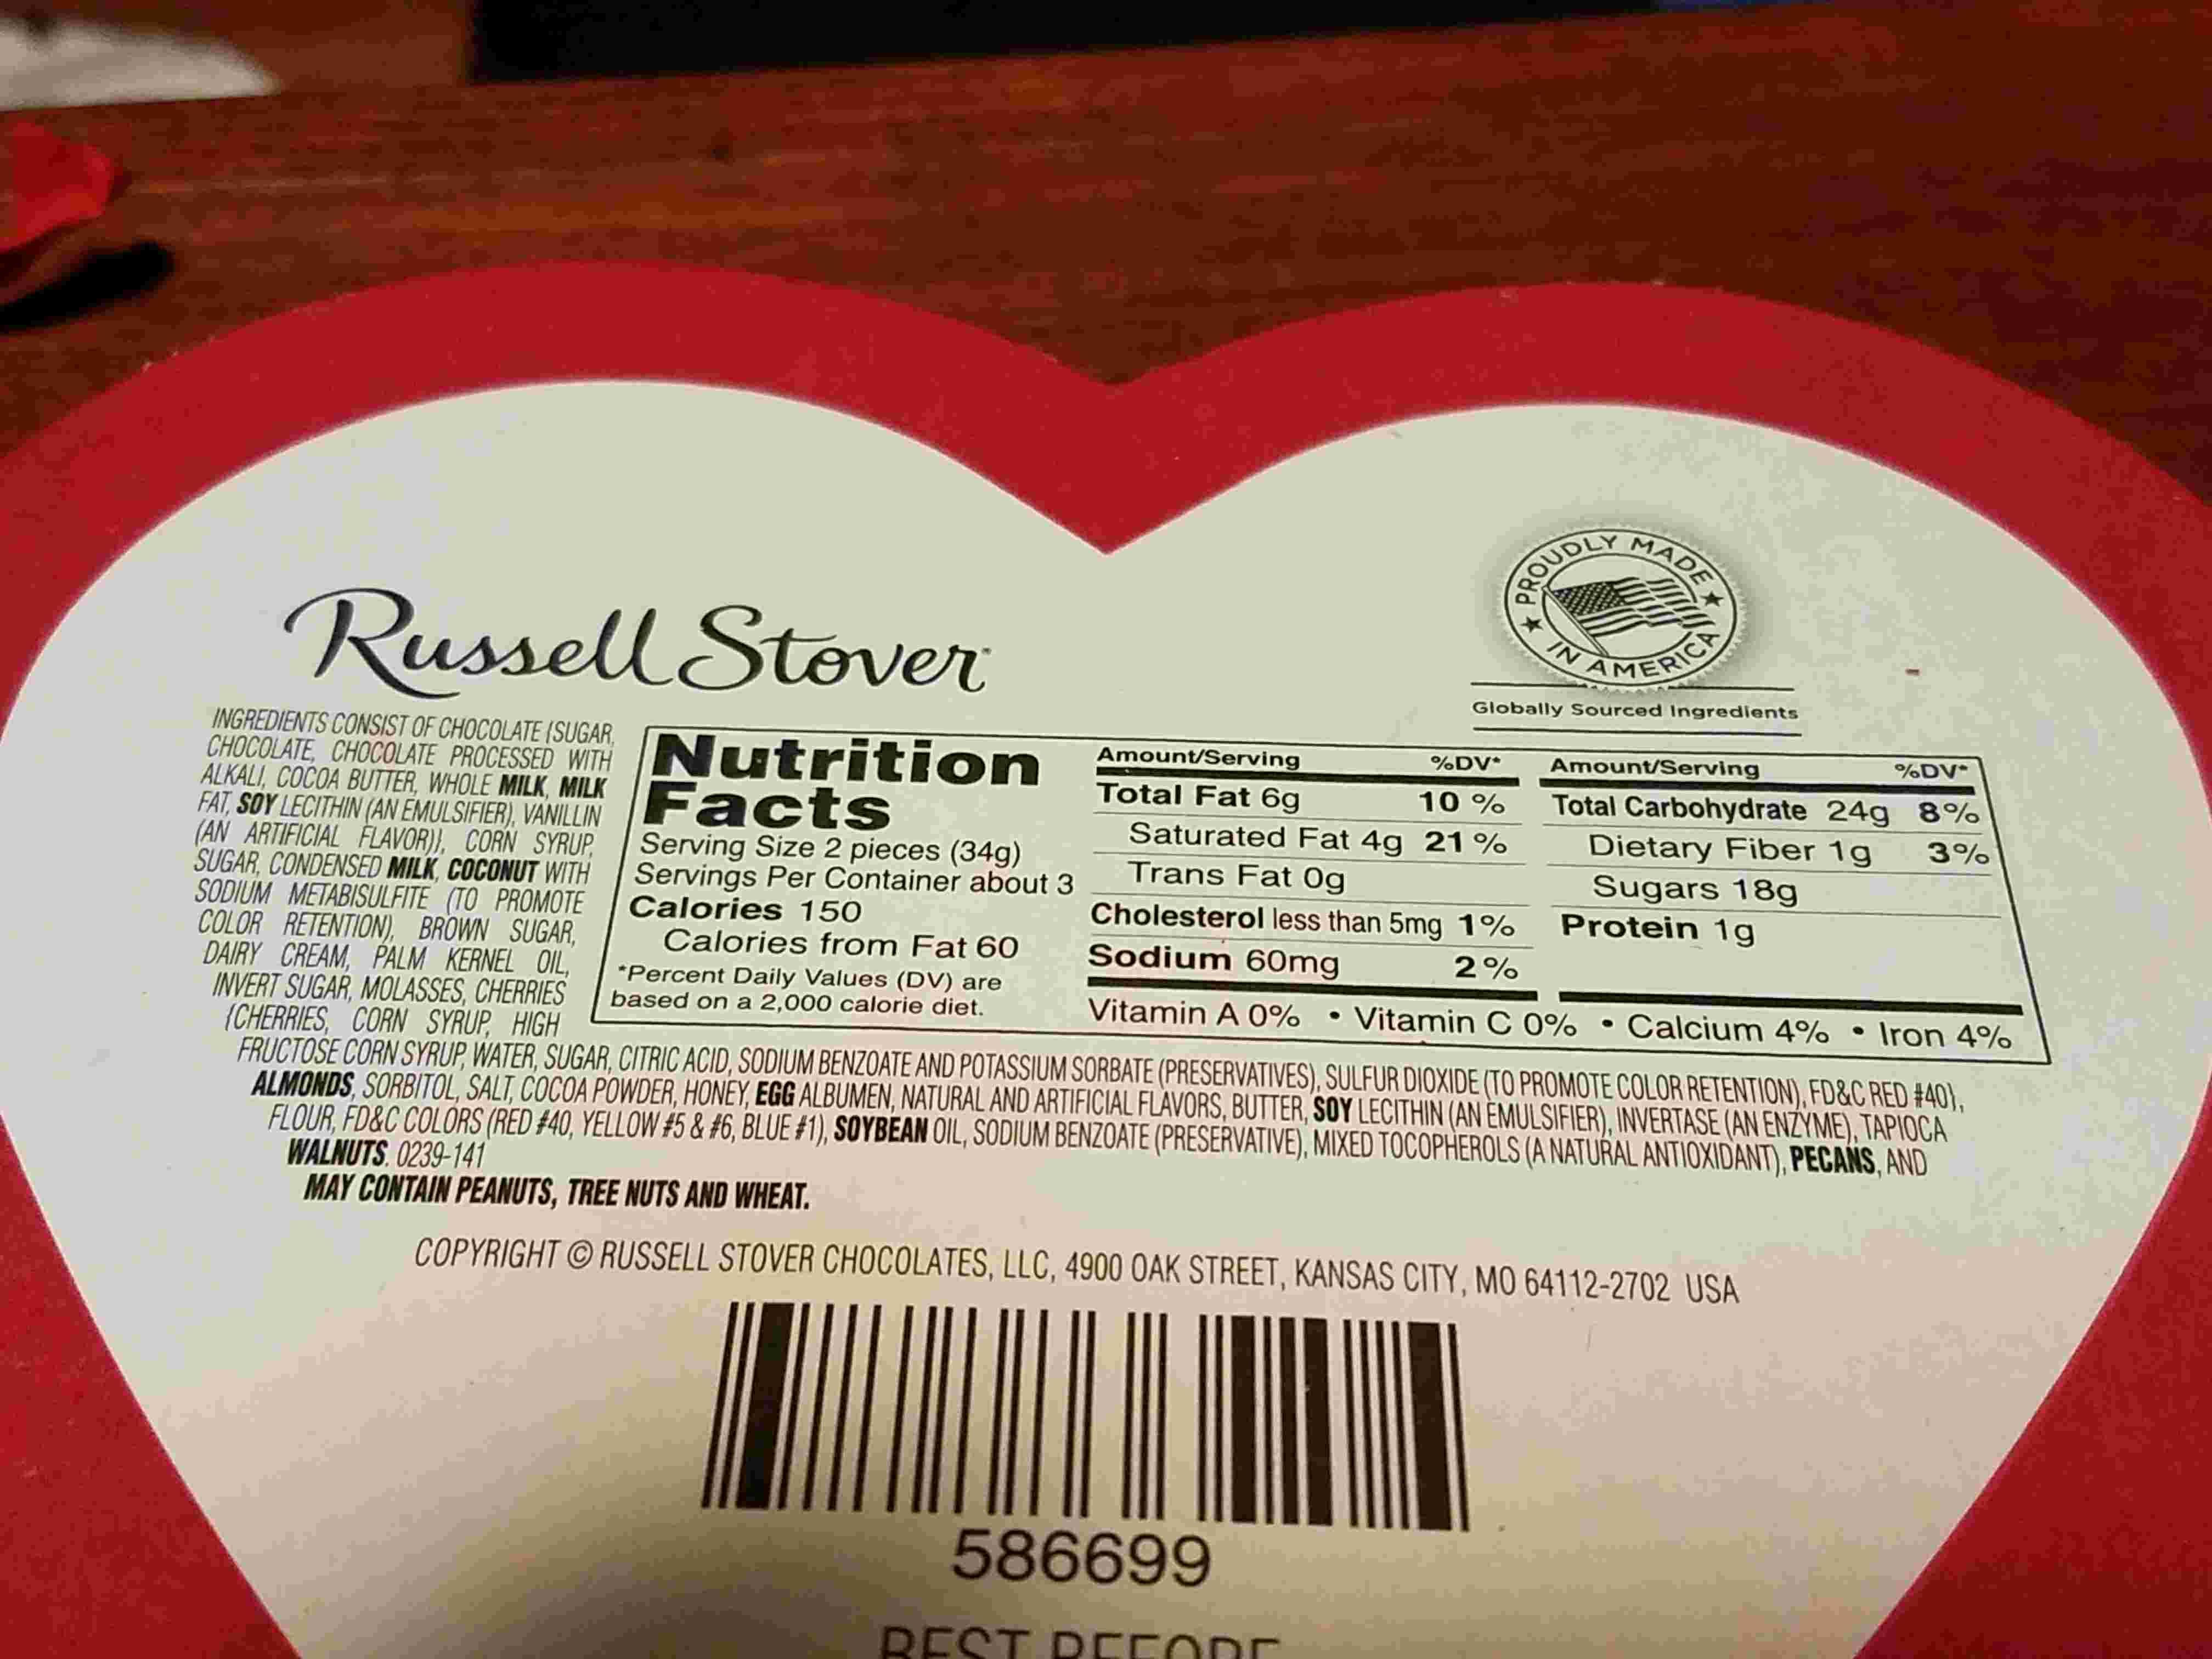 PROUDLY MADE
IN AMERICA
Globally Sourced Ingredients
Russell Stover
INGREDIENTS CONSIST OF CHOCOLATE {SUGAR,
CHOCOLATE, CHOCOLATE PROCESSED WITH
ALKALI, COCOA BUTTER, WHOLE MILK, MILK
FAT, SOY LECITHIN (AN EMULSIFIER), VANILLIN
(AN ARTIFICIAL FLAVOR)}, CORN SYRUP,
SUGAR, CONDENSED MILK, COCONUT WITH
SODIUM METABISULFITE (TO PROMOTE
COLOR RETENTION), BROWN SUGAR,
DAIRY CREAM, PALM KERNEL OIL,
INVERT SUGAR, MOLASSES, CHERRIES
{CHERRIES, CORN SYRUP, HIGH
FRUCTOSE CORN SYRUP, WATER, SUGAR, CITRIC ACID, SODIUM BENZOATE AND POTASSIUM SORBATE (PRESERVATIVES), SULFUR DIOXIDE (TO PROMOTE COLOR RETENTION), FD&C RED #40},
ALMONDS, SORBITOL, SALT, COCOA POWDER, HONEY, EGG ALBUMEN, NATURAL AND ARTIFICIAL FLAVORS, BUTTER, SOY LECITHIN (AN EMULSIFIER), INVERTASE (AN ENZYME), TAPIOCA
FLOUR, FD&C COLORS (RED #40, YELLOW #5 & #6, BLUE #1), SOYBEAN OIL, SODIUM BENZOATE (PRESERVATIVE), MIXED TOCOPHEROLS (A NATURAL ANTIOXIDANT), PECANS, AND
WALNUTS. 0239-141
MAY CONTAIN PEANUTS, TREE NUTS AND WHEAT.
Nutrition
Facts
Serving Size 2 pieces (34g)
Servings Per Container about 3
Calories 150
Calories from Fat 60
*Percent Daily Values (DV) are
based on a 2,000 calorie diet.
Amount/Serving %DV*
Total Fat 6g 10 %
Saturated Fat 4g 21 %
Trans Fat 0g
Cholesterol less than 5mg 1%
Sodium 60mg 2%
Amount/Serving %DV*
Total Carbohydrate 24g 8%
Dietary Fiber 1g 3%
Sugars 18g
Protein 1g
Vitamin A 0% • Vitamin C 0% • Calcium 4% • Iron 4%
COPYRIGHT © RUSSELL STOVER CHOCOLATES, LLC, 4900 OAK STREET, KANSAS CITY, MO 64112-2702 USA
586699
BEST BEFORE